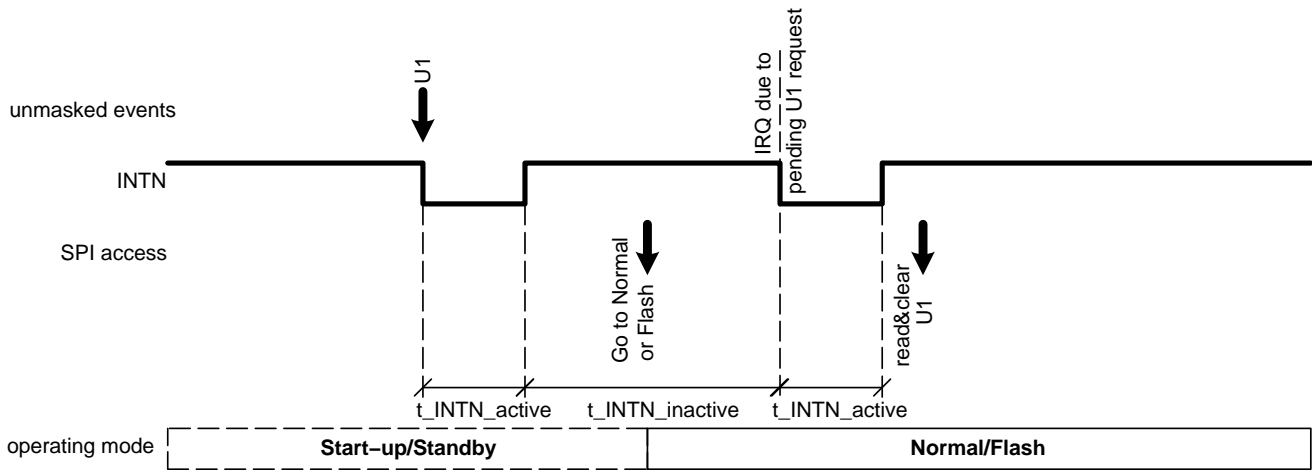 U1
IRQ due to
pending U1 request
unmasked events
INTN
SPI access
Go to Normal
or Flash
read&clear
U1
t_INTN_active
t_INTN_inactive
t_INTN_active
operating mode
Start−up/Standby
Normal/Flash